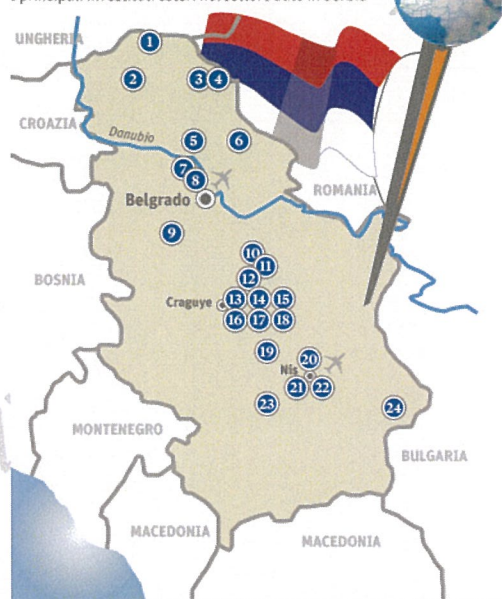 UNGHERIA
1
2
3
4
CROAZIA
Danubio
5
6
7
8
ROMANIA
Belgrado
9
10
11
12
BOSNIA
Craguye
13
14
15
16
17
18
19
20
Nis
21
22
23
24
MONTENEGRO
BULGARIA
MACEDONIA
MACEDONIA